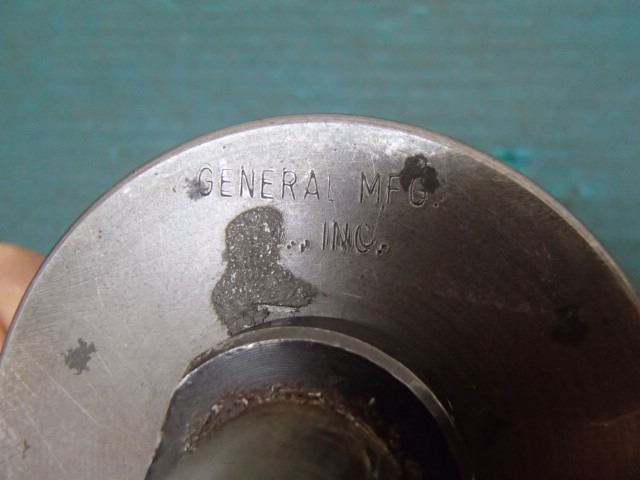 GENERAL MFG.
., INC.